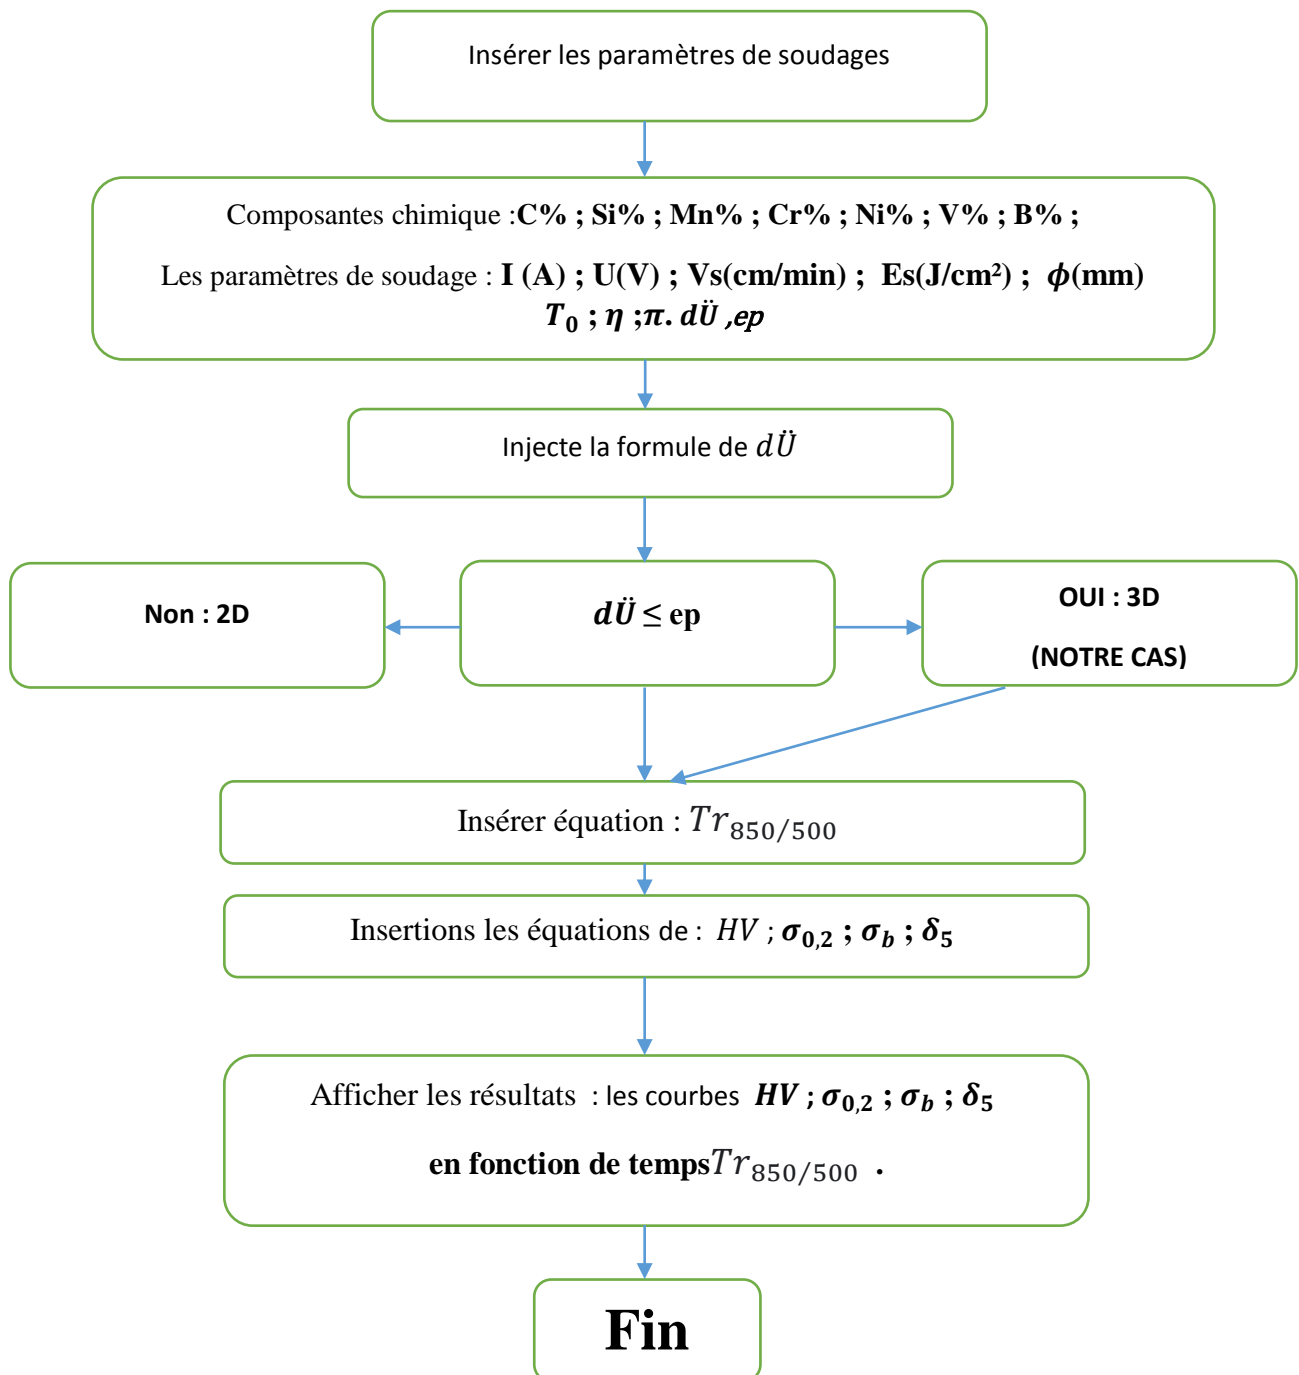 Insérer les paramètres de soudages
Composantes chimique :C% ; Si% ; Mn% ; Cr% ; Ni% ; V% ; B% ;
Les paramètres de soudage : I (A) ; U(V) ; Vs(cm/min) ; Es(J/cm²) ; ϕ(mm)
T₀ ; η ;π. dÜ ,ep
Injecte la formule de dÜ
Non : 2D
dÜ ≤ ep
OUI : 3D
(NOTRE CAS)
Insérer équation : Tr₈₅₀/₅₀₀
Insertions les équations de : HV ; σ₀,₂ ; σ_b ; δ₅
Afficher les résultats : les courbes HV ; σ₀,₂ ; σ_b ; δ₅
en fonction de tempsTr₈₅₀/₅₀₀ .
Fin